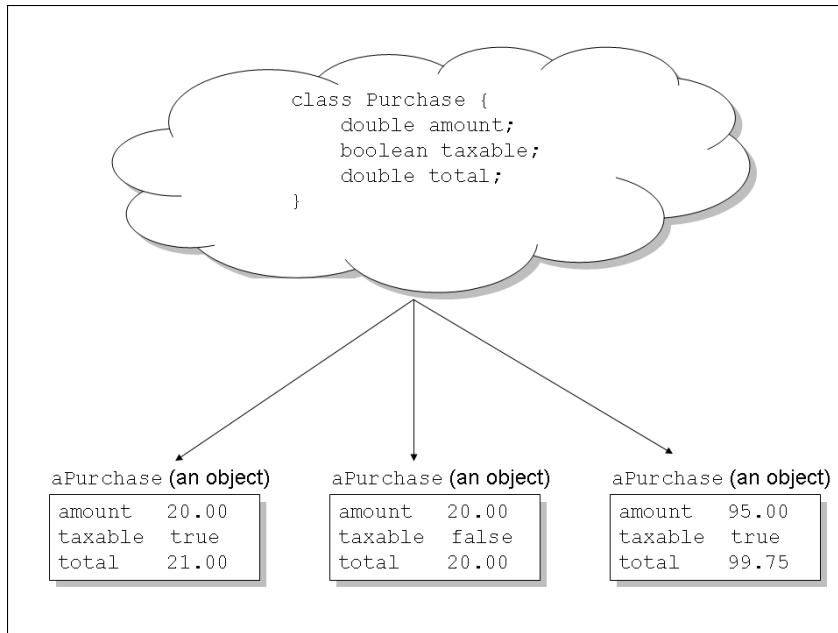 class Purchase {
double amount;
boolean taxable;
double total;
}
aPurchase (an object)
amount 20.00
taxable true
total 21.00
aPurchase (an object)
amount 20.00
taxable false
total 20.00
aPurchase (an object)
amount 95.00
taxable true
total 99.75